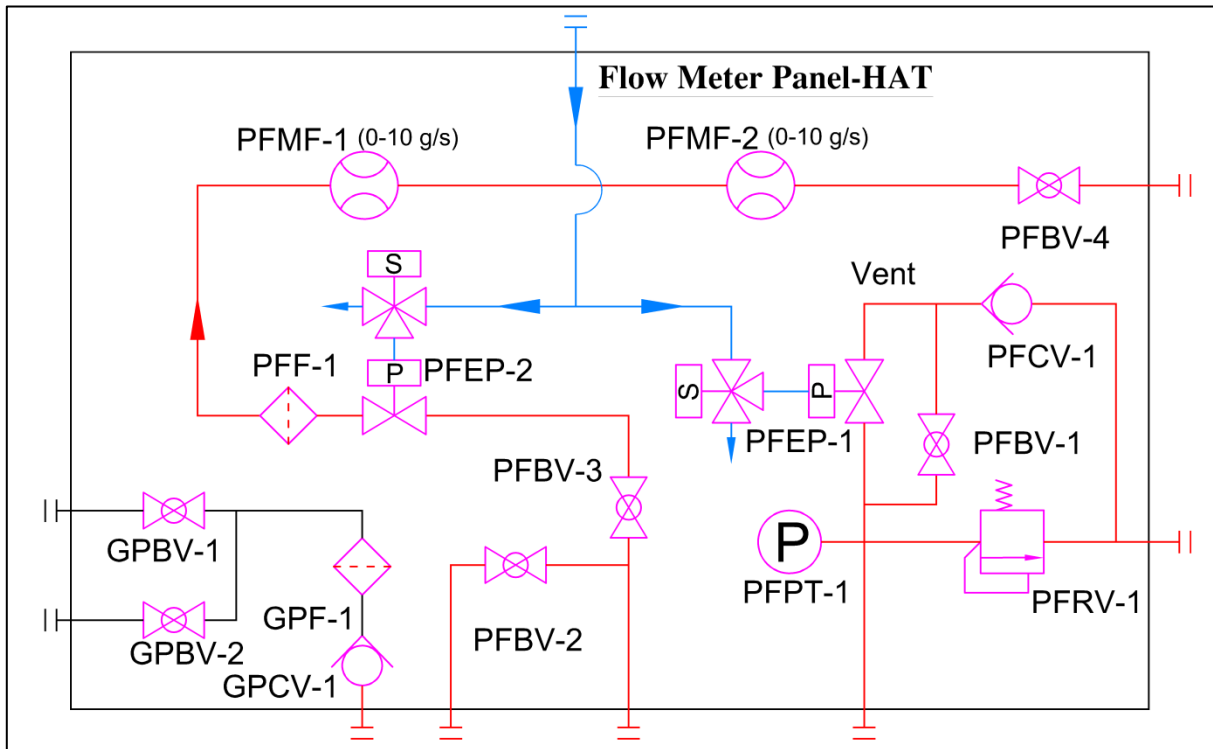 Flow Meter Panel-HAT
PFMF-1 (0-10 g/s)
PFMF-2 (0-10 g/s)
PFBV-4
S
Vent
PFCV-1
PFF-1
P
PFEP-2
S
P
PFEP-1
PFBV-1
PFBV-3
GPBV-1
P
PFPT-1
PFRV-1
GPF-1
PFBV-2
GPBV-2
GPCV-1